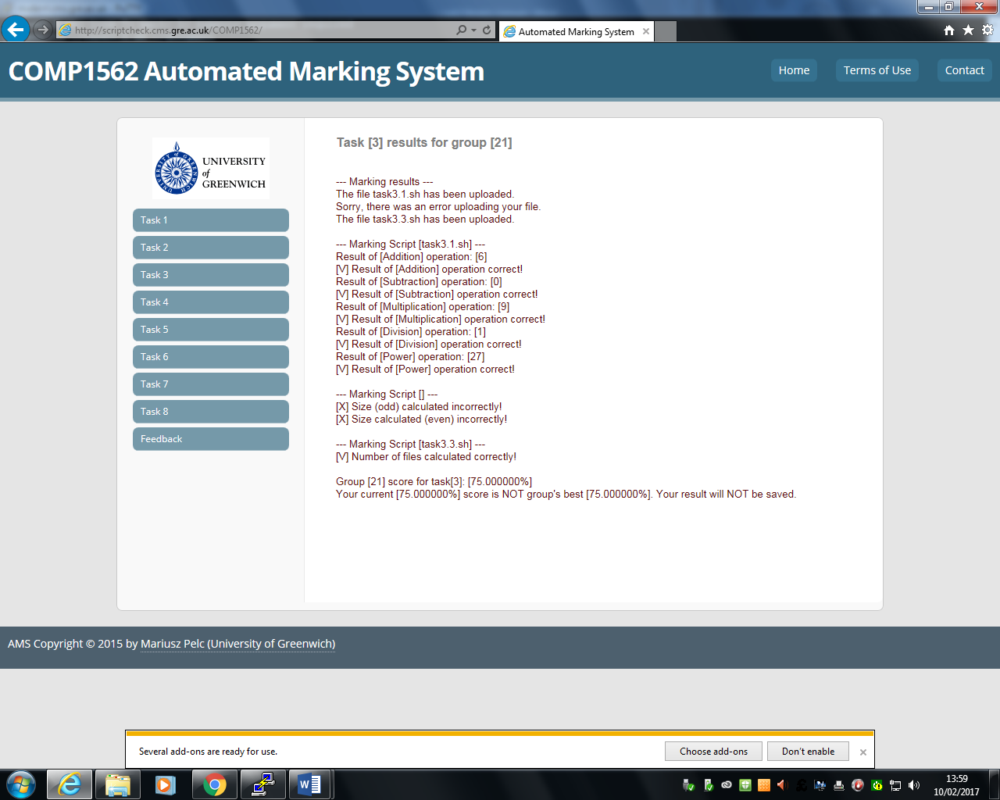 http://scriptcheck.cms.gre.ac.uk/COMP1562/
Automated Marking System
COMP1562 Automated Marking System
Home
Terms of Use
Contact
UNIVERSITY
of
GREENWICH
Task 1
Task 2
Task 3
Task 4
Task 5
Task 6
Task 7
Task 8
Feedback
Task [3] results for group [21]
--- Marking results ---
The file task3.1.sh has been uploaded.
Sorry, there was an error uploading your file.
The file task3.3.sh has been uploaded.
--- Marking Script [task3.1.sh] ---
Result of [Addition] operation: [6]
[V] Result of [Addition] operation correct!
Result of [Subtraction] operation: [0]
[V] Result of [Subtraction] operation correct!
Result of [Multiplication] operation: [9]
[V] Result of [Multiplication] operation correct!
Result of [Division] operation: [1]
[V] Result of [Division] operation correct!
Result of [Power] operation: [27]
[V] Result of [Power] operation correct!
--- Marking Script [] ---
[X] Size (odd) calculated incorrectly!
[X] Size calculated (even) incorrectly!
--- Marking Script [task3.3.sh] ---
[V] Number of files calculated correctly!
Group [21] score for task[3]: [75.000000%]
Your current [75.000000%] score is NOT group's best [75.000000%]. Your result will NOT be saved.
AMS Copyright © 2015 by Mariusz Pelc (University of Greenwich)
Several add-ons are ready for use.
Choose add-ons
Don't enable
13:59
10/02/2017